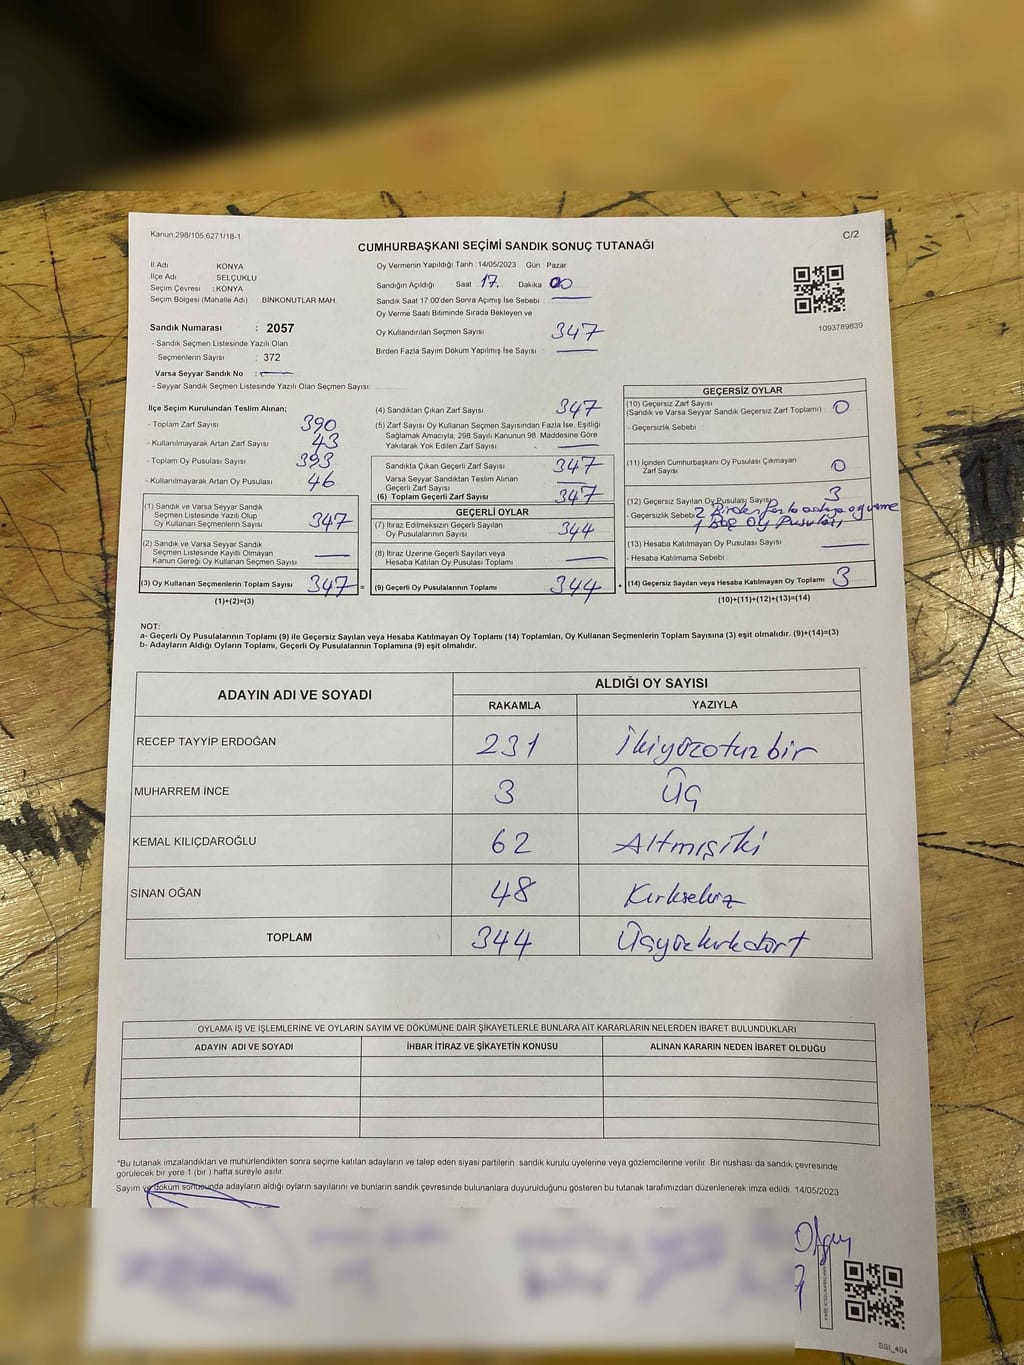 Kanun,298/105,6271/18-1
C/2
CUMHURBAŞKANI SEÇİMİ SANDIK SONUÇ TUTANAĞI
İl Adı KONYA
İlçe Adı SELÇUKLU
Seçim Çevresi : KONYA
Seçim Bölgesi (Mahalle Adı) : BİNKONUTLAR MAH.
Sandık Numarası : 2057
- Sandık Seçmen Listesinde Yazılı Olan
Seçmenlerin Sayısı : 372
Varsa Seyyar Sandık No :
- Seyyar Sandık Seçmen Listesinde Yazılı Olan Seçmen Sayısı
Oy Vermenin Yapıldığı Tarih : 14/05/2023 Gün : Pazar
Sandığın Açıldığı Saat 17. Dakika : 00
Sandık Saat 17:00'den Sonra Açımış İse Sebebi :
Oy Verme Saati Bitiminde Sırada Bekleyen ve
Oy Kullandırılan Seçmen Sayısı 347
Birden Fazla Sayım Döküm Yapılmış İse Sayısı
1093789839
İlçe Seçim Kurulundan Teslim Alınan;
- Toplam Zarf Sayısı 390
- Kullanılmayarak Artan Zarf Sayısı 43
- Toplam Oy Pusulası Sayısı 393
- Kullanılmayarak Artan Oy Pusulası 46
(1) Sandık ve Varsa Seyyar Sandık
Seçmen Listesinde Yazılı Olup
Oy Kullanan Seçmenlerin Sayısı 347
(2) Sandık ve Varsa Seyyar Sandık
Seçmen Listesinde Kayıtlı Olmayan
Kanun Gereği Oy Kullanan Seçmen Sayısı
(3) Oy Kullanan Seçmenlerin Toplam Sayısı 347 =
(1)+(2)=(3)
(4) Sandıktan Çıkan Zarf Sayısı 347
(5) Zarf Sayısı Oy Kullanan Seçmen Sayısından Fazla İse, Eşitliği
Sağlamak Amacıyla, 298 Sayılı Kanunun 98. Maddesine Göre
Yakılarak Yok Edilen Zarf Sayısı
Sandıkta Çıkan Geçerli Zarf Sayısı 347
Varsa Seyyar Sandıktan Teslim Alınan
Geçerli Zarf Sayısı
(6) Toplam Geçerli Zarf Sayısı 347
GEÇERLİ OYLAR
(7) İtiraz Edilmeksizin Geçerli Sayılan
Oy Pusulalarının Sayısı 344
(8) İtiraz Üzerine Geçerli Sayılan veya
Hesaba Katılan Oy Pusulası Toplamı
(9) Geçerli Oy Pusulalarının Toplamı 344 +
GEÇERSİZ OYLAR
(10) Geçersiz Zarf Sayısı
(Sandık ve Varsa Seyyar Sandık Geçersiz Zarf Toplamı) 0
- Geçersizlik Sebebi
(11) İçinden Cumhurbaşkanı Oy Pusulası Çıkmayan
Zarf Sayısı 0
(12) Geçersiz Sayılan Oy Pusulası Sayısı 3
- Geçersizlik Sebebi 2 Birden fazla adaya oy verme
1 Boş Oy Pusulası
(13) Hesaba Katılmayan Oy Pusulası Sayısı
- Hesaba Katılmama Sebebi
(14) Geçersiz Sayılan veya Hesaba Katılmayan Oy Toplamı 3
(10)+(11)+(12)+(13)=(14)
NOT:
a- Geçerli Oy Pusulalarının Toplamı (9) ile Geçersiz Sayılan veya Hesaba Katılmayan Oy Toplamı (14) Toplamları, Oy Kullanan Seçmenlerin Toplam Sayısına (3) eşit olmalıdır. (9)+(14)=(3)
b- Adayların Aldığı Oyların Toplamı, Geçerli Oy Pusulalarının Toplamına (9) eşit olmalıdır.
ADAYIN ADI VE SOYADI
ALDIĞI OY SAYISI
RAKAMLA YAZIYLA
RECEP TAYYİP ERDOĞAN 231 İkiyüzotuzbir
MUHARREM İNCE 3 Üç
KEMAL KILIÇDAROĞLU 62 Altmışiki
SİNAN OĞAN 48 Kırksekiz
TOPLAM 344 Üçyüzkırkdört
OYLAMA İŞ VE İŞLEMLERİNE VE OYLARIN SAYIM VE DÖKÜMÜNE DAİR ŞİKAYETLERLE BUNLARA AİT KARARLARIN NELERDEN İBARET BULUNDUKLARI
ADAYIN ADI VE SOYADI İHBAR İTİRAZ VE ŞİKAYETİN KONUSU ALINAN KARARIN NEDEN İBARET OLDUĞU
*Bu tutanak imzalandıktan ve mühürlendikten sonra seçime katılan adayların ve talep eden siyasi partilerin sandık kurulu üyelerine veya gözlemcilerine verilir. Bir nüshası da sandık çevresinde
görülecek bir yere 1 (bir) hafta süreyle asılır.
Sayım ve döküm sonucunda adayların aldığı oyların sayılarını ve bunların sandık çevresinde bulunanlara duyurulduğunu gösteren bu tutanak tarafımızdan düzenlenerek imza edildi. 14/05/2023
SSI_404